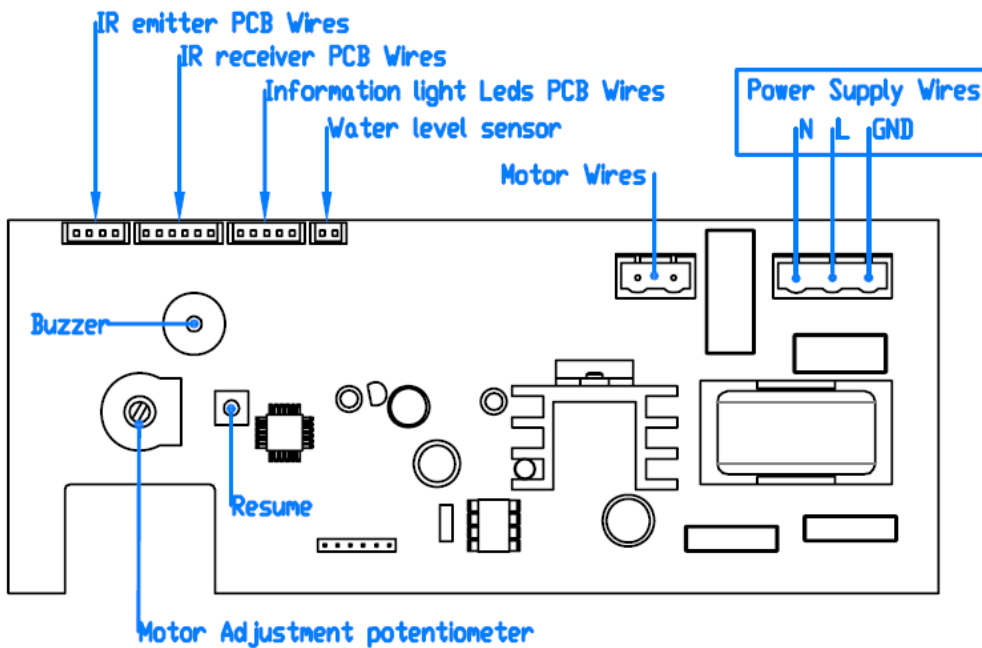 IR emitter PCB Wires
IR receiver PCB Wires
Information light Leds PCB Wires
Water level sensor
Power Supply Wires
N L GND
Motor Wires
Buzzer
Resume
Motor Adjustment potentiometer